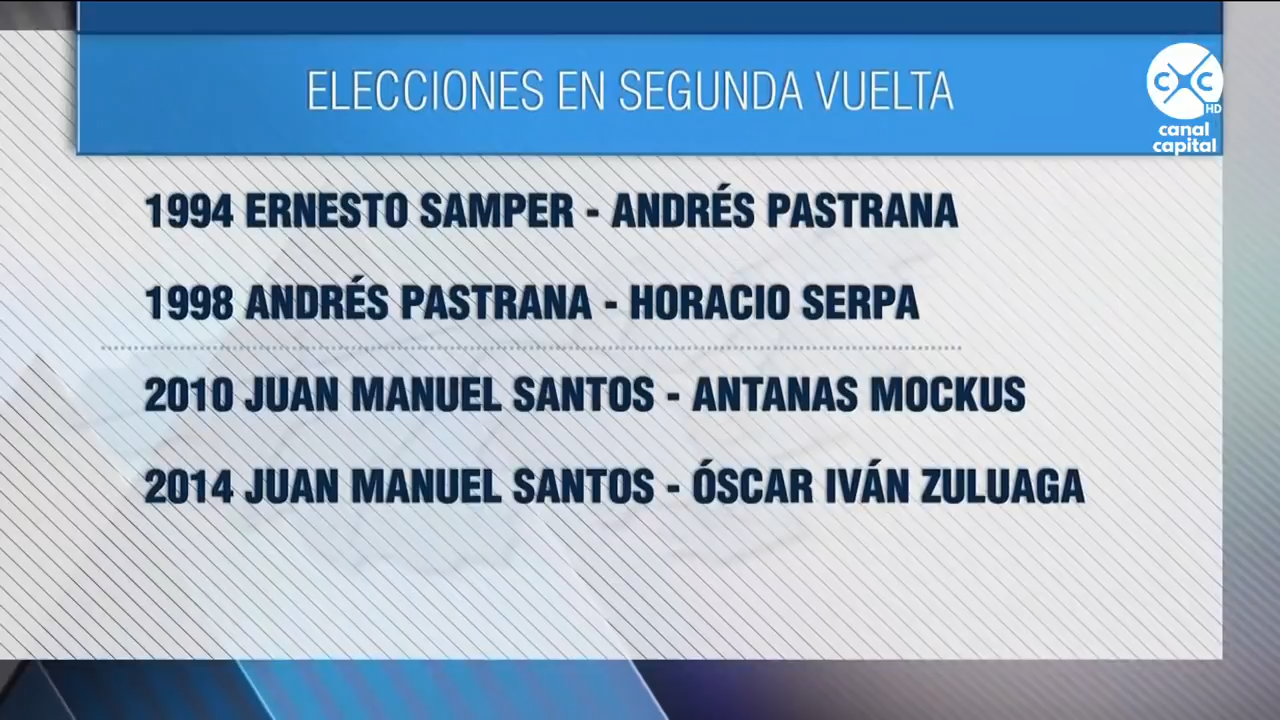 ELECCIONES EN SEGUNDA VUELTA
CXC
HD
canal
capital
1994 ERNESTO SAMPER - ANDRÉS PASTRANA
1998 ANDRÉS PASTRANA - HORACIO SERPA
2010 JUAN MANUEL SANTOS - ANTANAS MOCKUS
2014 JUAN MANUEL SANTOS - ÓSCAR IVÁN ZULUAGA